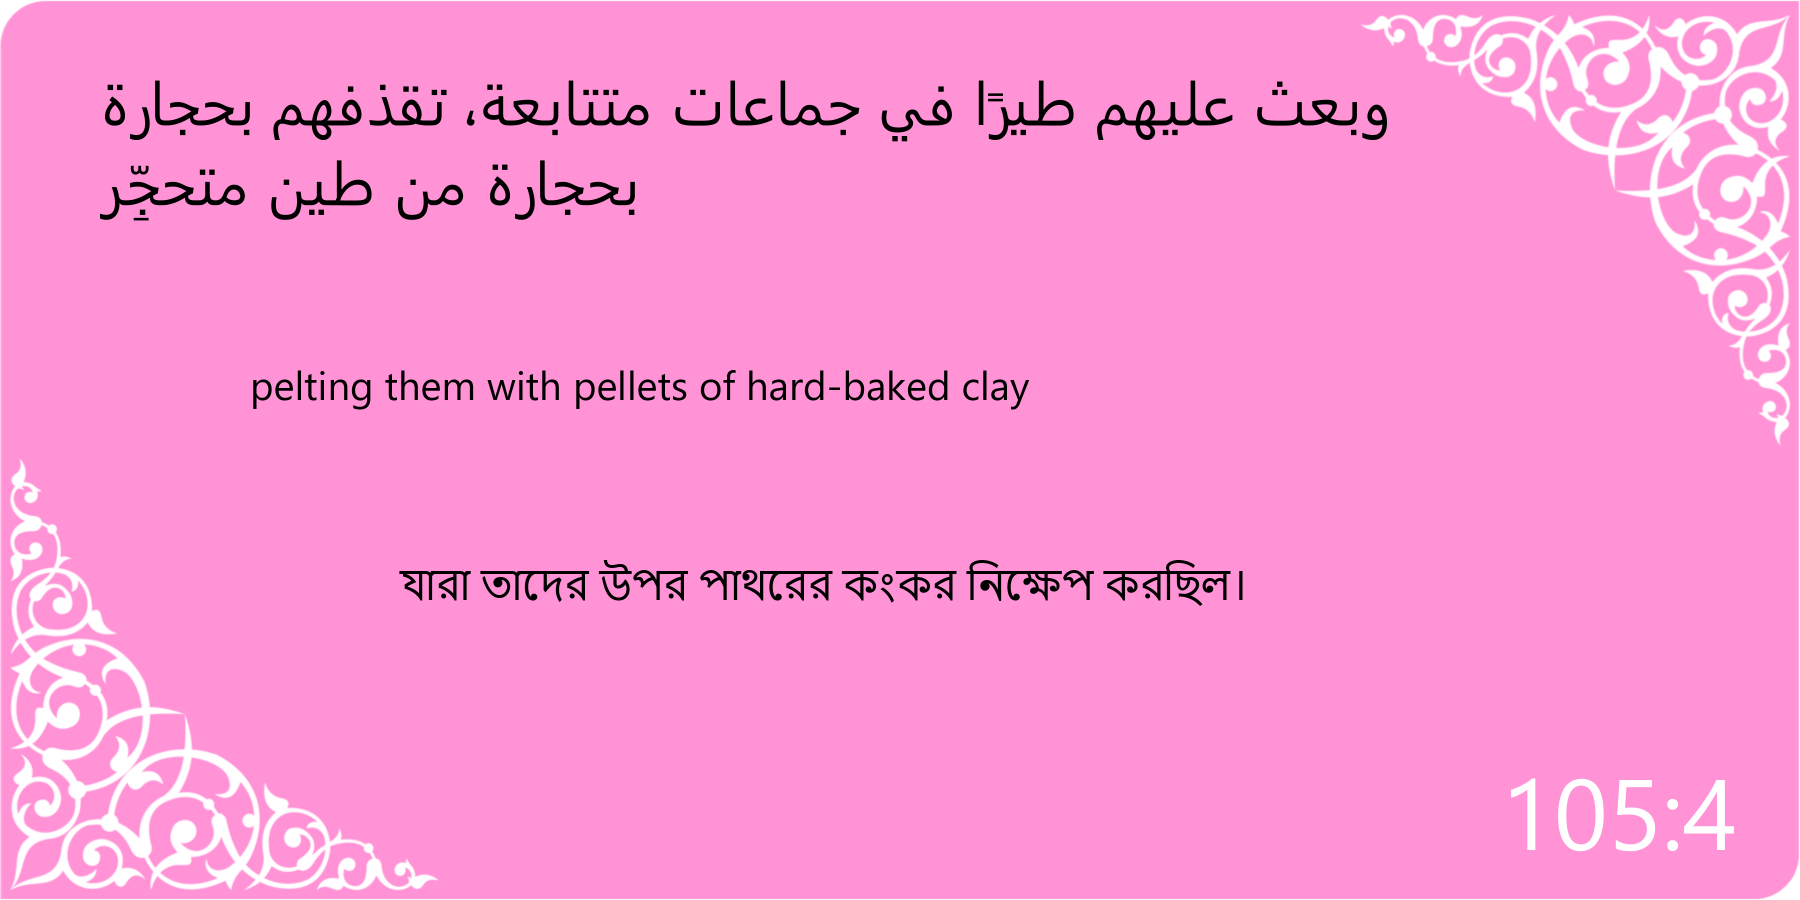 وبعث عليهم طيرًا في جماعات متتابعة، تقذفهم بحجارة
بحجارة من طين متحجِّر
pelting them with pellets of hard-baked clay
যারা তাদের উপর পাথরের কংকর নিক্ষেপ করছিল।
105:4